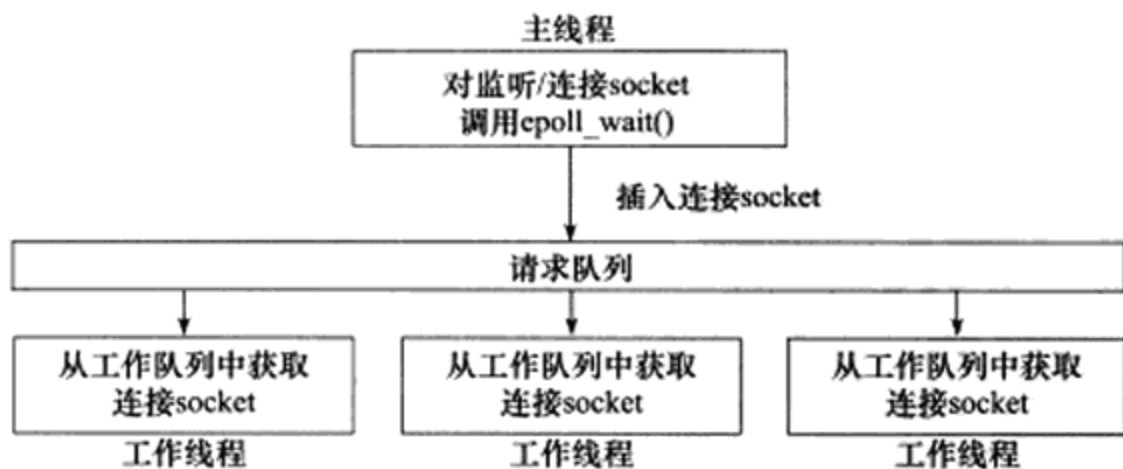 主线程
对监听/连接socket
调用epoll_wait()
插入连接socket
请求队列
从工作队列中获取
连接socket
从工作队列中获取
连接socket
从工作队列中获取
连接socket
工作线程
工作线程
工作线程